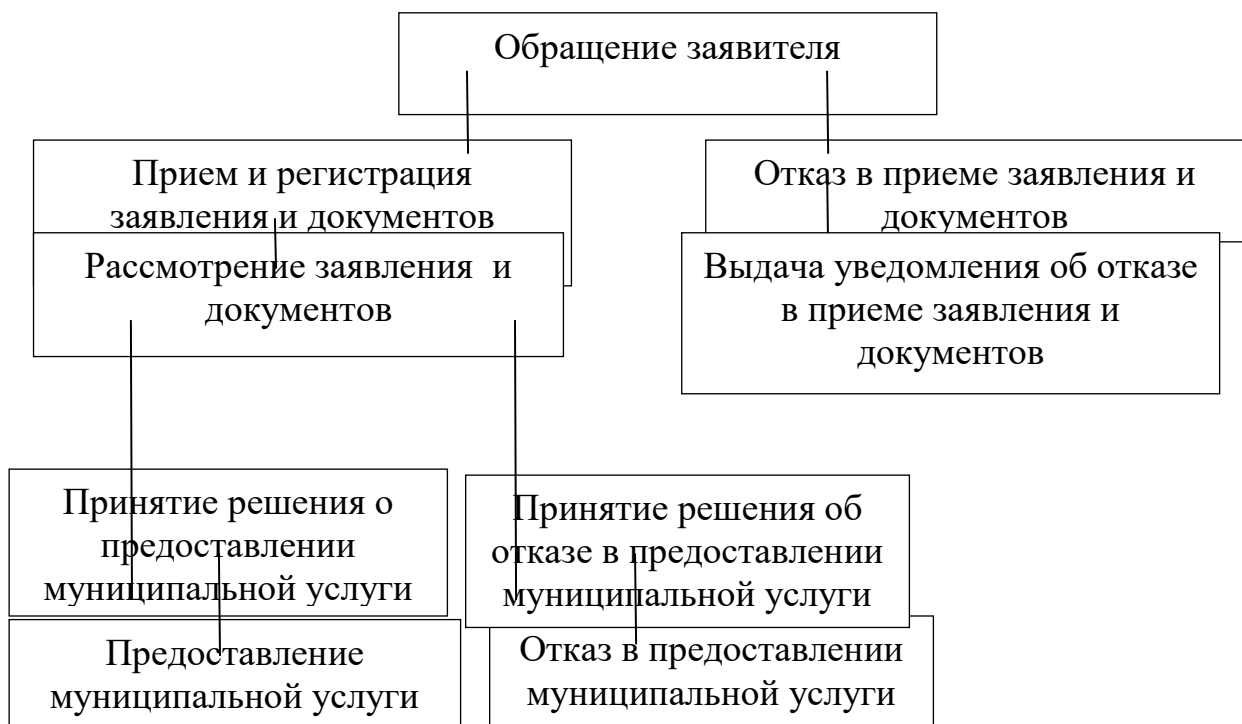 Обращение заявителя
Прием и регистрация
заявления и документов
Отказ в приеме заявления и
документов
Рассмотрение заявления и
документов
Выдача уведомления об отказе
в приеме заявления и
документов
Принятие решения о
предоставлении
муниципальной услуги
Принятие решения об
отказе в предоставлении
муниципальной услуги
Предоставление
муниципальной услуги
Отказ в предоставлении
муниципальной услуги